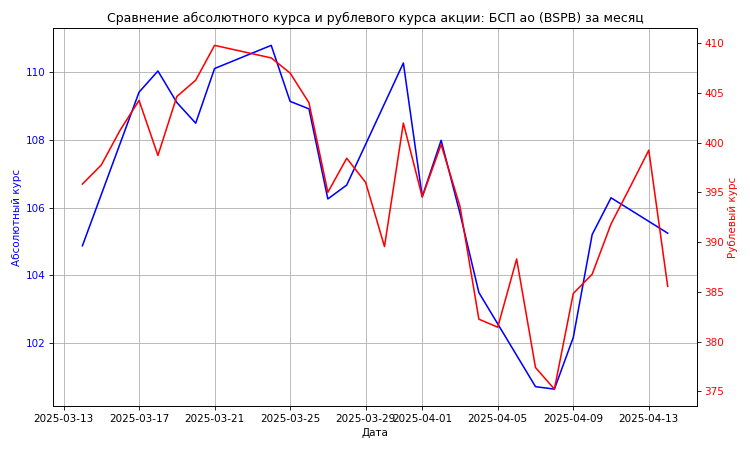 Сравнение абсолютного курса и рублевого курса акции: БСП ао (BSPB) за месяц
Абсолютный курс
110
108
106
104
102
410
405
400
395
390
385
380
375
Рублевый курс
2025-03-13 2025-03-17 2025-03-21 2025-03-25 2025-03-29 2025-04-01 2025-04-05 2025-04-09 2025-04-13
Дата